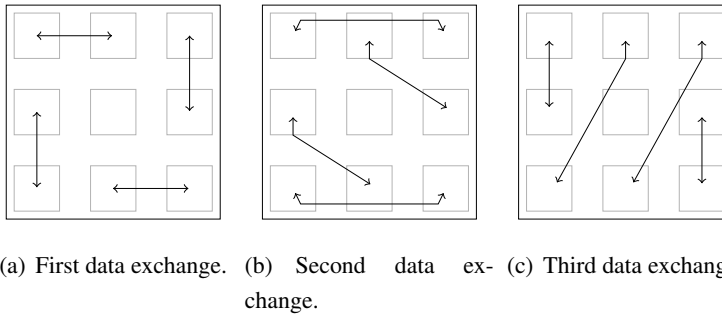 (a) First data exchange. (b) Second data ex- (c) Third data exchang
change.